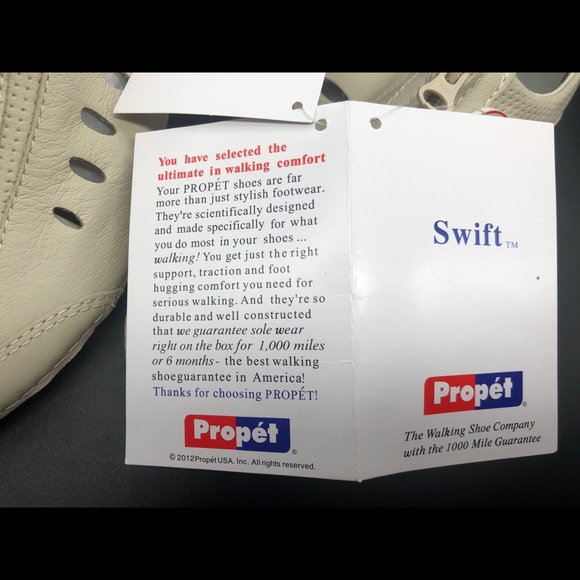 You have selected the
ultimate in walking comfort
Your PROPÉT shoes are far
more than just stylish footwear.
They're scientifically designed
and made specifically for what
you do most in your shoes ...
walking! You get just the right
support, traction and foot
hugging comfort you need for
serious walking. And they're so
durable and well constructed
that we guarantee sole wear
right on the box for 1,000 miles
or 6 months - the best walking
shoeguarantee in America!
Thanks for choosing PROPÉT!
Propét®
© 2012PropétUSA. Inc. All rights reserved.
Swift™
Propét®
The Walking Shoe Company
with the 1000 Mile Guarantee